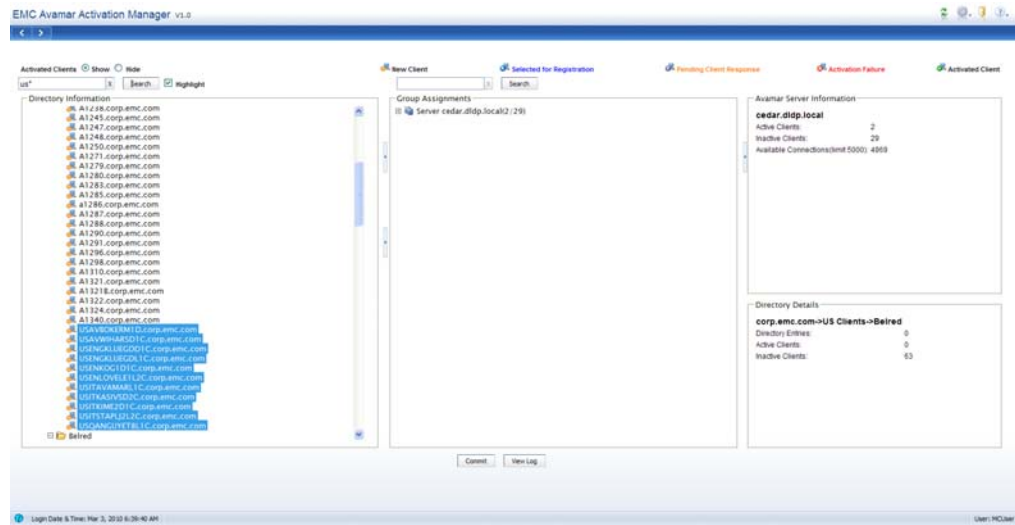 EMC Avamar Activation Manager v1.0
Activated Clients Show Hide
New Client
Selected for Registration
Pending Client Response
Activation Failure
Activated Client
us* x Search Highlight
Search
Directory Information
A1238.corp.emc.com
A1245.corp.emc.com
A1247.corp.emc.com
A1248.corp.emc.com
A1250.corp.emc.com
A1271.corp.emc.com
A1279.corp.emc.com
A1280.corp.emc.com
A1283.corp.emc.com
A1285.corp.emc.com
a1286.corp.emc.com
A1287.corp.emc.com
A1288.corp.emc.com
A1290.corp.emc.com
A1291.corp.emc.com
A1296.corp.emc.com
A1298.corp.emc.com
A1310.corp.emc.com
A1321.corp.emc.com
A13218.corp.emc.com
A1322.corp.emc.com
A1324.corp.emc.com
A1340.corp.emc.com
USAVBOKERM1D.corp.emc.com
USAVWIHARSD1C.corp.emc.com
USENGKLUEGDD1C.corp.emc.com
USENGKLUEGDL1C.corp.emc.com
USENKOG1D1C.corp.emc.com
USENLOVELE1L2C.corp.emc.com
USITAVAMARL1C.corp.emc.com
USITKASIVSD2C.corp.emc.com
USITKIME2D1C.corp.emc.com
USITSTAPLJ2L2C.corp.emc.com
USQANGUYETBL1C.corp.emc.com
Belred
Group Assignments
Server cedar.dldp.local(2/29)
Avamar Server Information
cedar.dldp.local
Active Clients: 2
Inactive Clients: 29
Available Connections(limit:5000): 4969
Directory Details
corp.emc.com->US Clients->Belred
Directory Entries: 0
Active Clients: 0
Inactive Clients: 63
Commit View Log
Login Date & Time: Mar 3, 2010 6:39:40 AM
User: MCUser